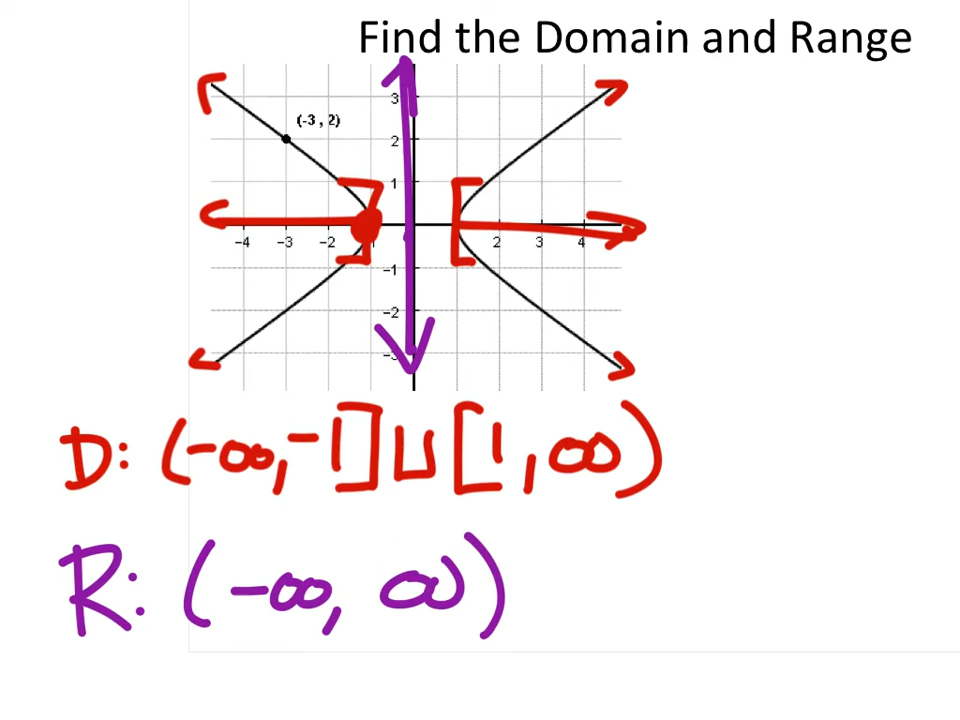 Find the Domain and Range
3
(-3 , 2)
2
1
-4 -3 -2 2 3 4
-1
-2
D: (-∞, -1] ∪ [1, ∞)
R: (-∞, ∞)